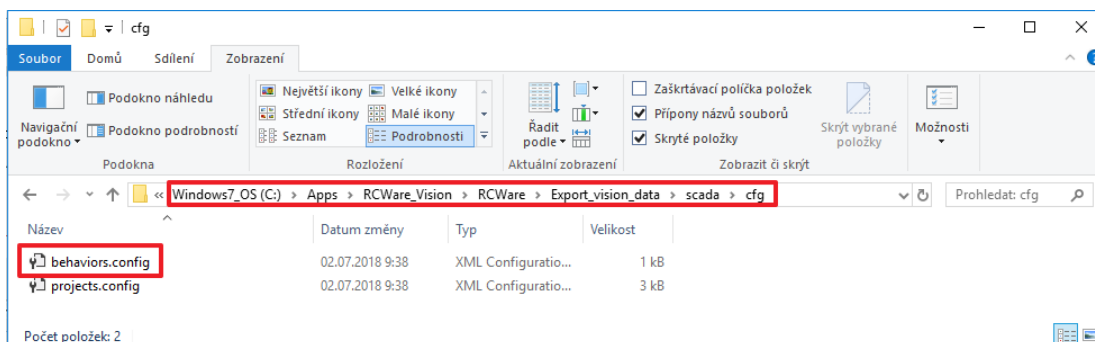 cfg
Soubor Domů Sdílení Zobrazení
Navigační podokno
Podokno náhledu
Podokno podrobností
Podokna
Největší ikony Velké ikony
Střední ikony Malé ikony
Seznam Podrobnosti
Rozložení
Řadit podle
Aktuální zobrazení
Zaškrtávací políčka položek
Přípony názvů souborů
Skryté položky
Skrýt vybrané položky
Zobrazit či skrýt
Možnosti
« Windows7_OS (C:) > Apps > RCWare_Vision > RCWare > Export_vision_data > scada > cfg
Prohledat: cfg
Název Datum změny Typ Velikost
behaviors.config 02.07.2018 9:38 XML Configuratio... 1 kB
projects.config 02.07.2018 9:38 XML Configuratio... 3 kB
Počet položek: 2